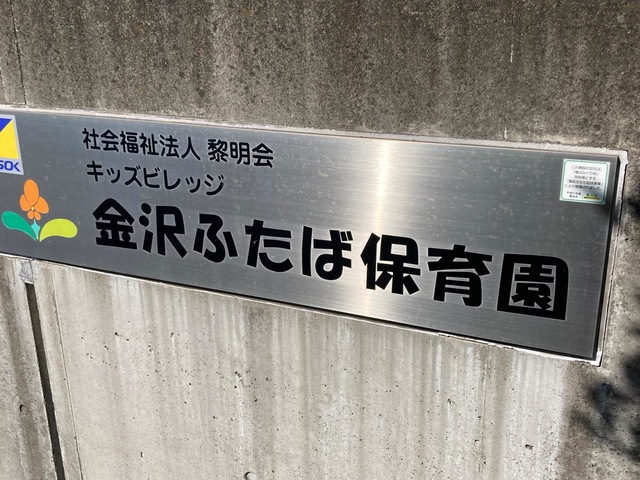 SOK
社会福祉法人 黎明会
キッズビレッジ
金沢ふたば保育園